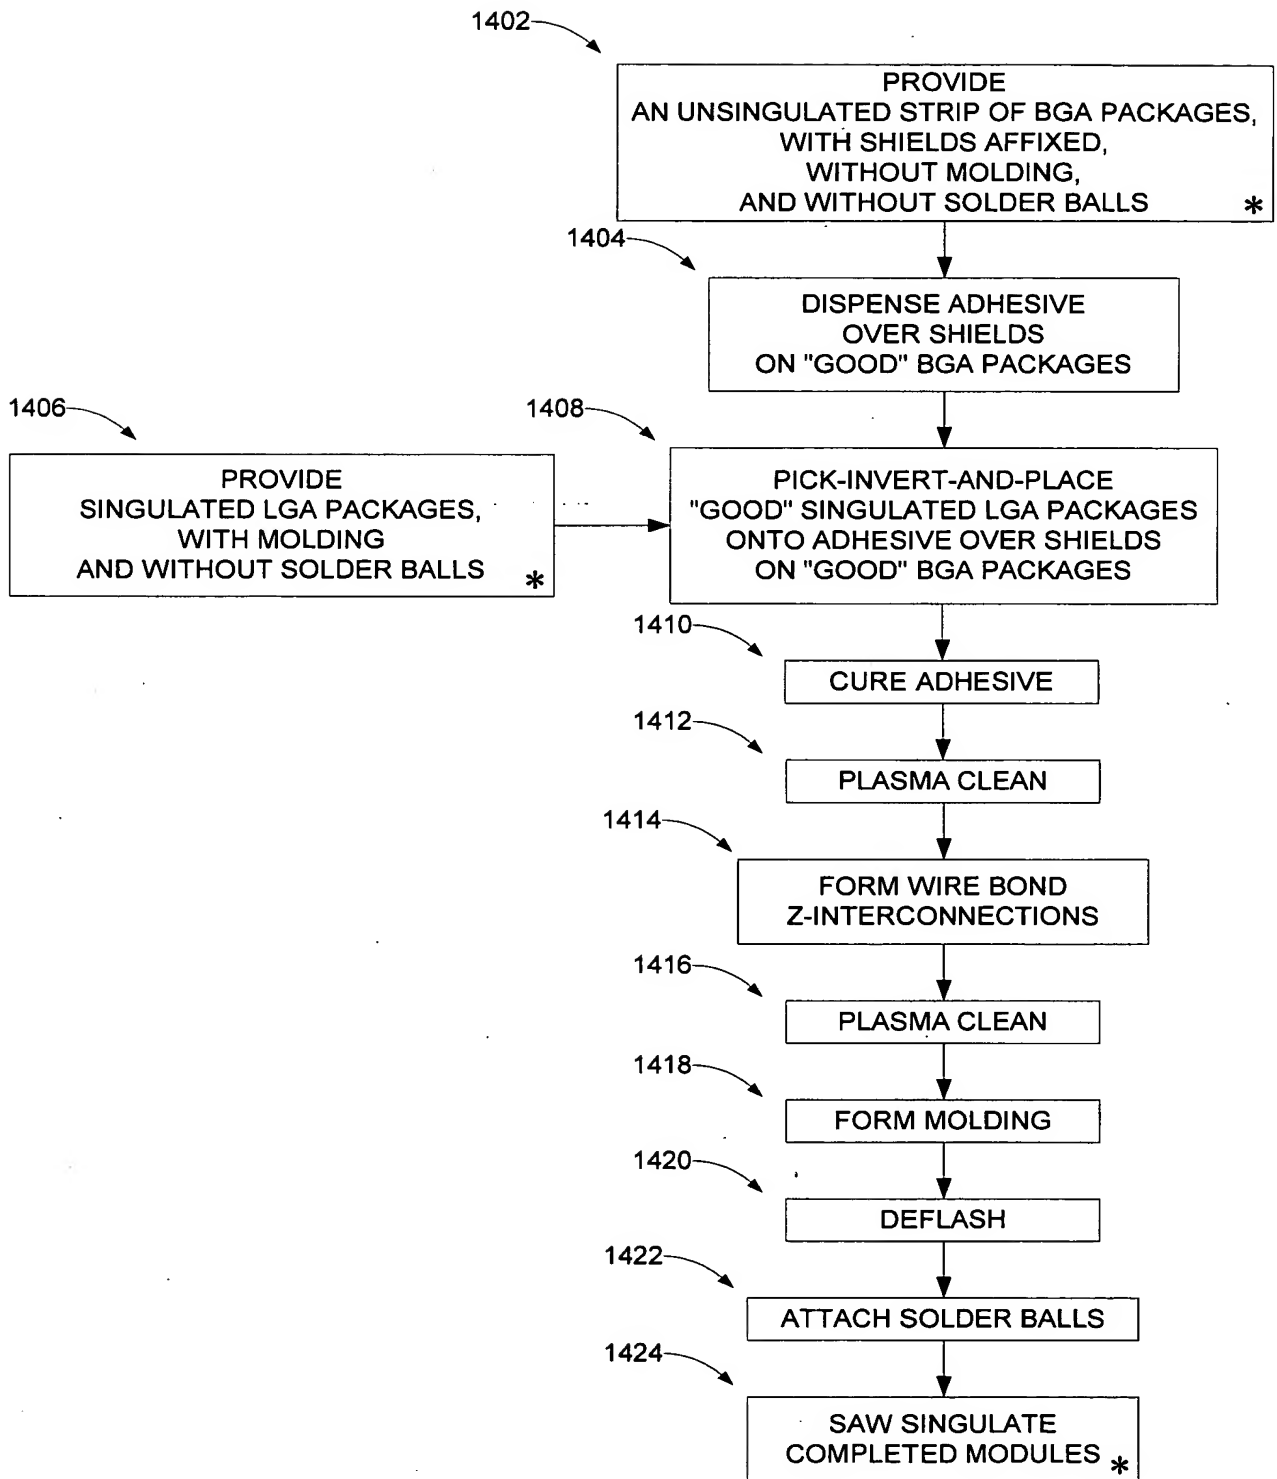 1402
PROVIDE
AN UNSINGULATED STRIP OF BGA PACKAGES,
WITH SHIELDS AFFIXED,
WITHOUT MOLDING,
AND WITHOUT SOLDER BALLS *
1404
DISPENSE ADHESIVE
OVER SHIELDS
ON "GOOD" BGA PACKAGES
1406
PROVIDE
SINGULATED LGA PACKAGES,
WITH MOLDING
AND WITHOUT SOLDER BALLS *
1408
PICK-INVERT-AND-PLACE
"GOOD" SINGULATED LGA PACKAGES
ONTO ADHESIVE OVER SHIELDS
ON "GOOD" BGA PACKAGES
1410
CURE ADHESIVE
1412
PLASMA CLEAN
1414
FORM WIRE BOND
Z-INTERCONNECTIONS
1416
PLASMA CLEAN
1418
FORM MOLDING
1420
DEFLASH
1422
ATTACH SOLDER BALLS
1424
SAW SINGULATE
COMPLETED MODULES *